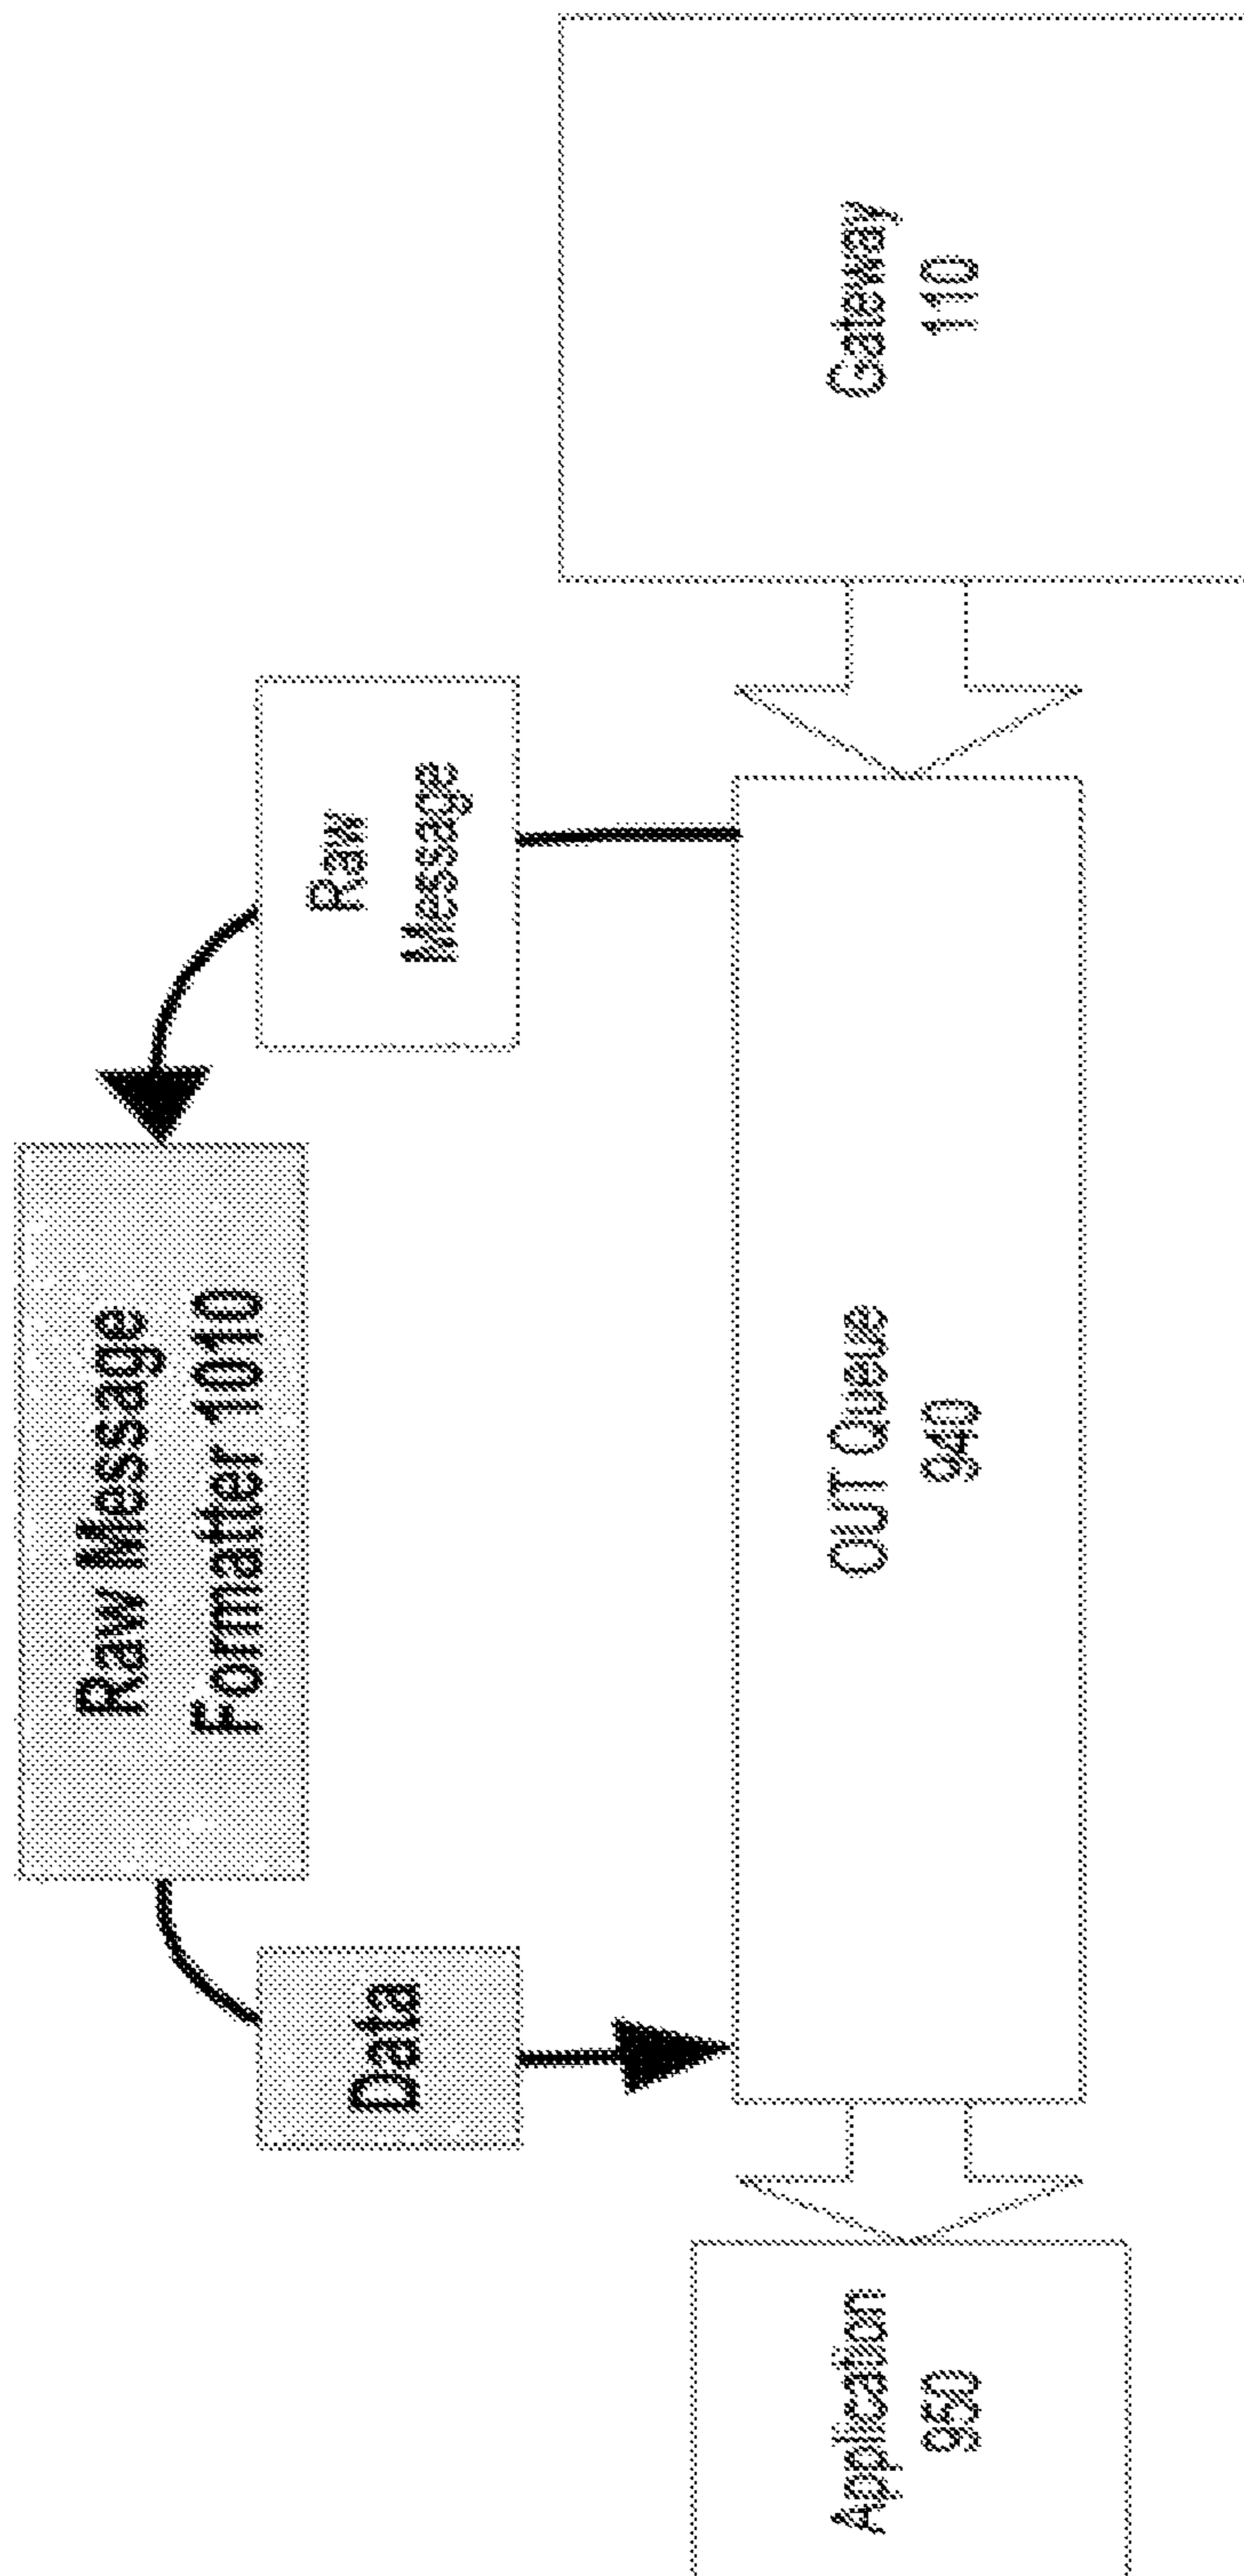 Raw Message
Formatter 1010
Data
Raw
Message
Application
950
OUT Queue
940
Gateway
110